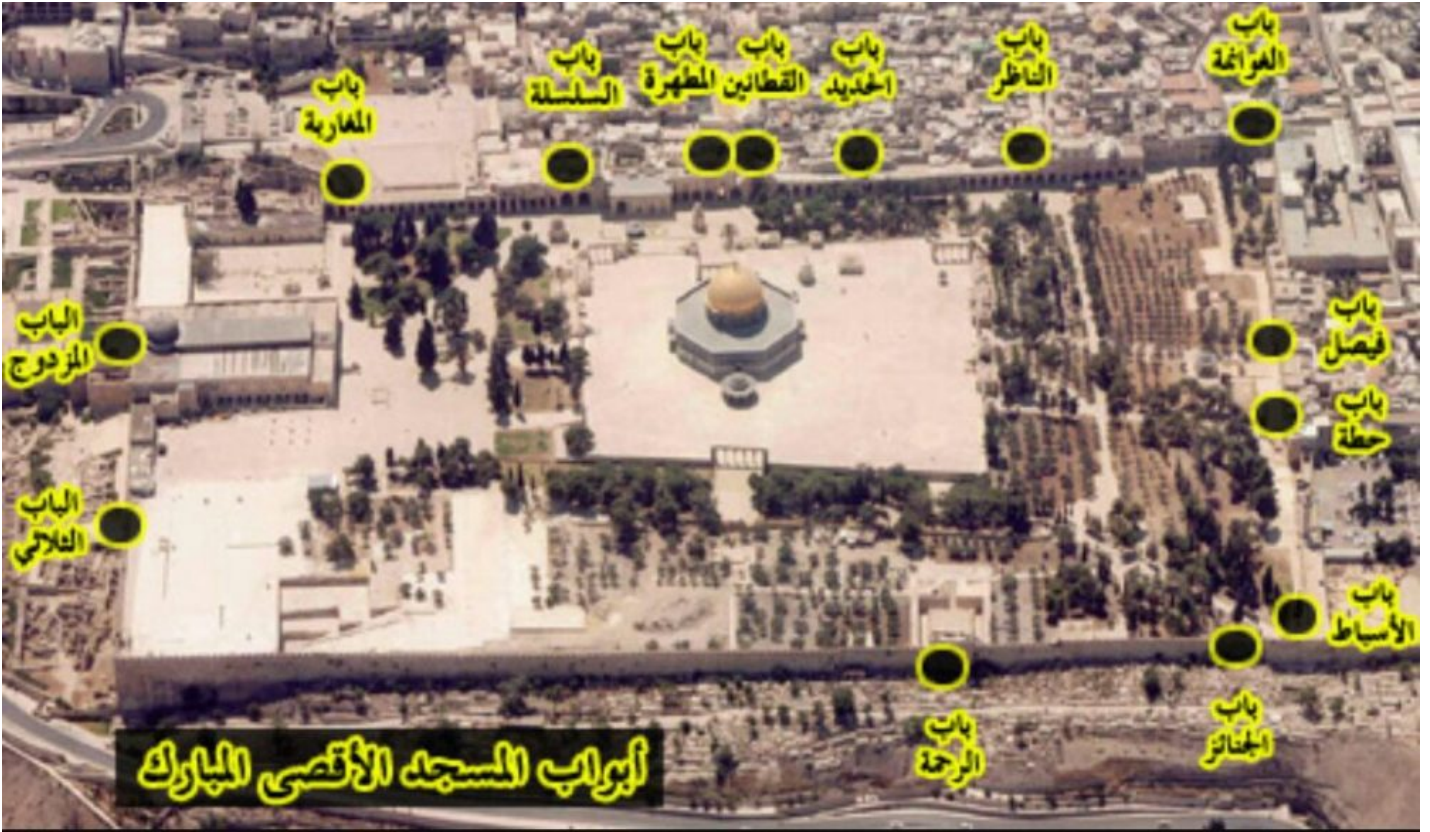 باب
الغوانمة
باب
الناظر
باب
الحديد
باب
القطانين
باب
المطهرة
باب
السلسلة
باب
المغاربة
باب
فيصل
باب
حطة
باب
الأسباط
باب
الجنائز
باب
الرحمة
الباب
المزدوج
الباب
الثلاثي
أبواب المسجد الأقصى المبارك